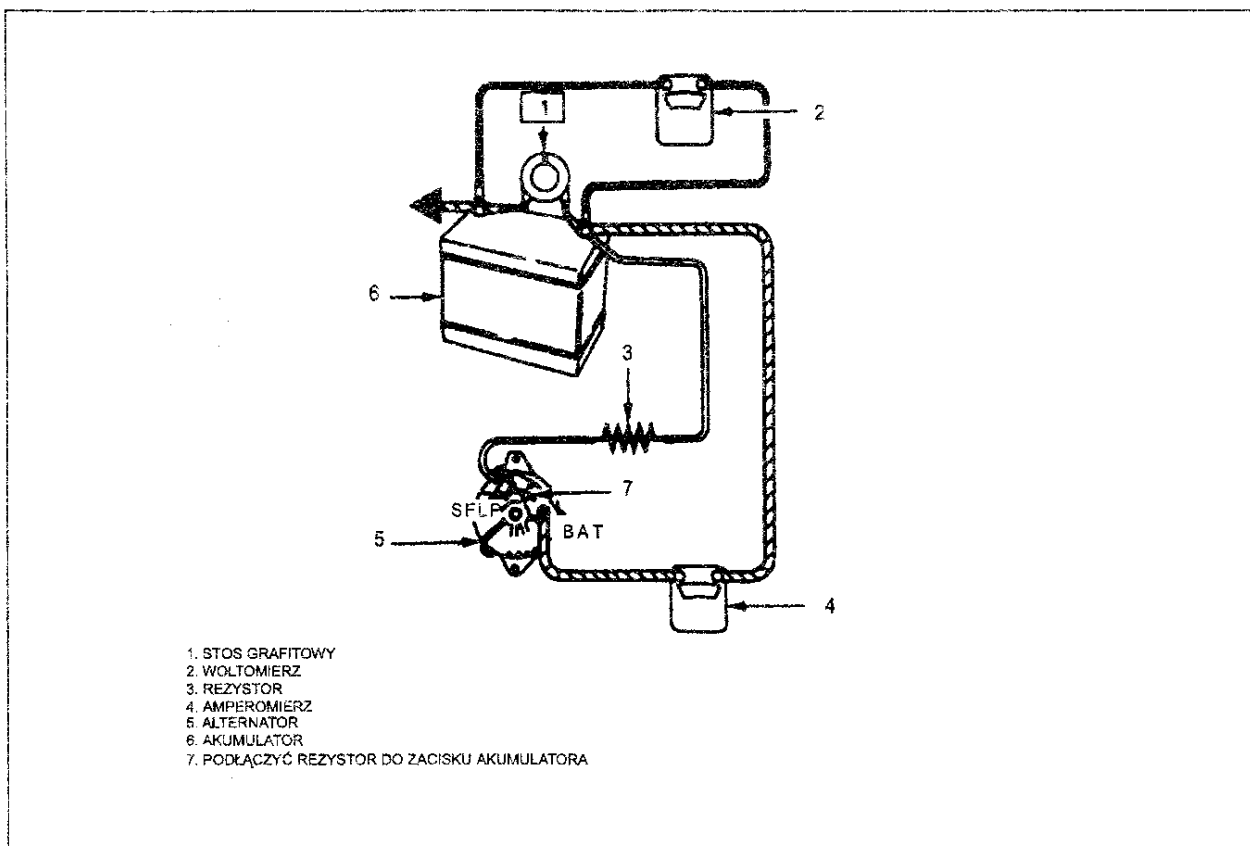 1
2
6
3
7
SFLP
BAT
5
4
1. STOS GRAFITOWY
2. WOLTOMIERZ
3. REZYSTOR
4. AMPEROMIERZ
5. ALTERNATOR
6. AKUMULATOR
7. PODŁĄCZYĆ REZYSTOR DO ZACISKU AKUMULATORA